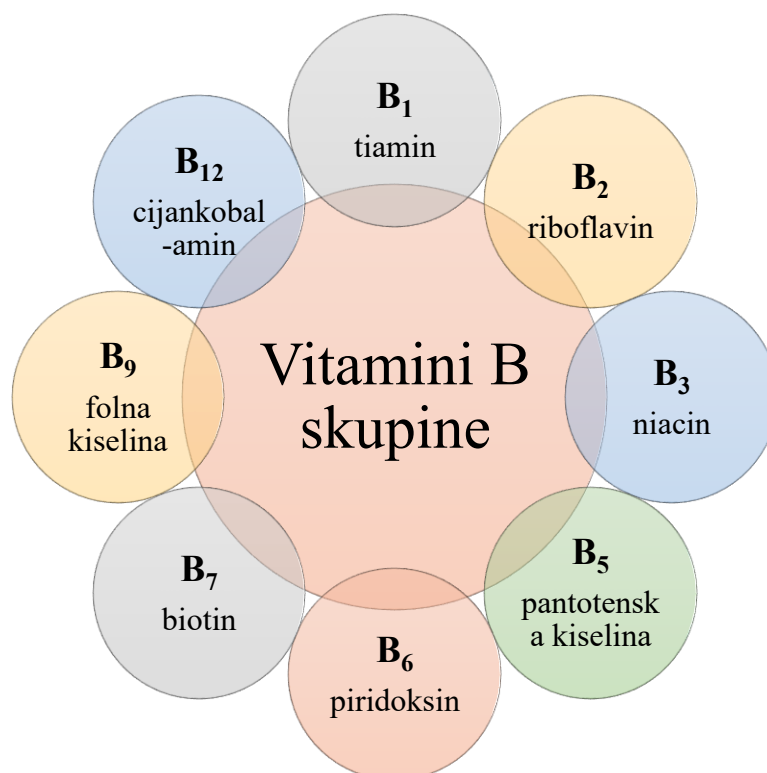 B₁
tiamin
B₂
riboflavin
B₃
niacin
B₅
pantotensk
a kiselina
B₆
piridoksin
B₇
biotin
B₉
folna
kiselina
B₁₂
cijankobal
-amin
Vitamini B
skupine